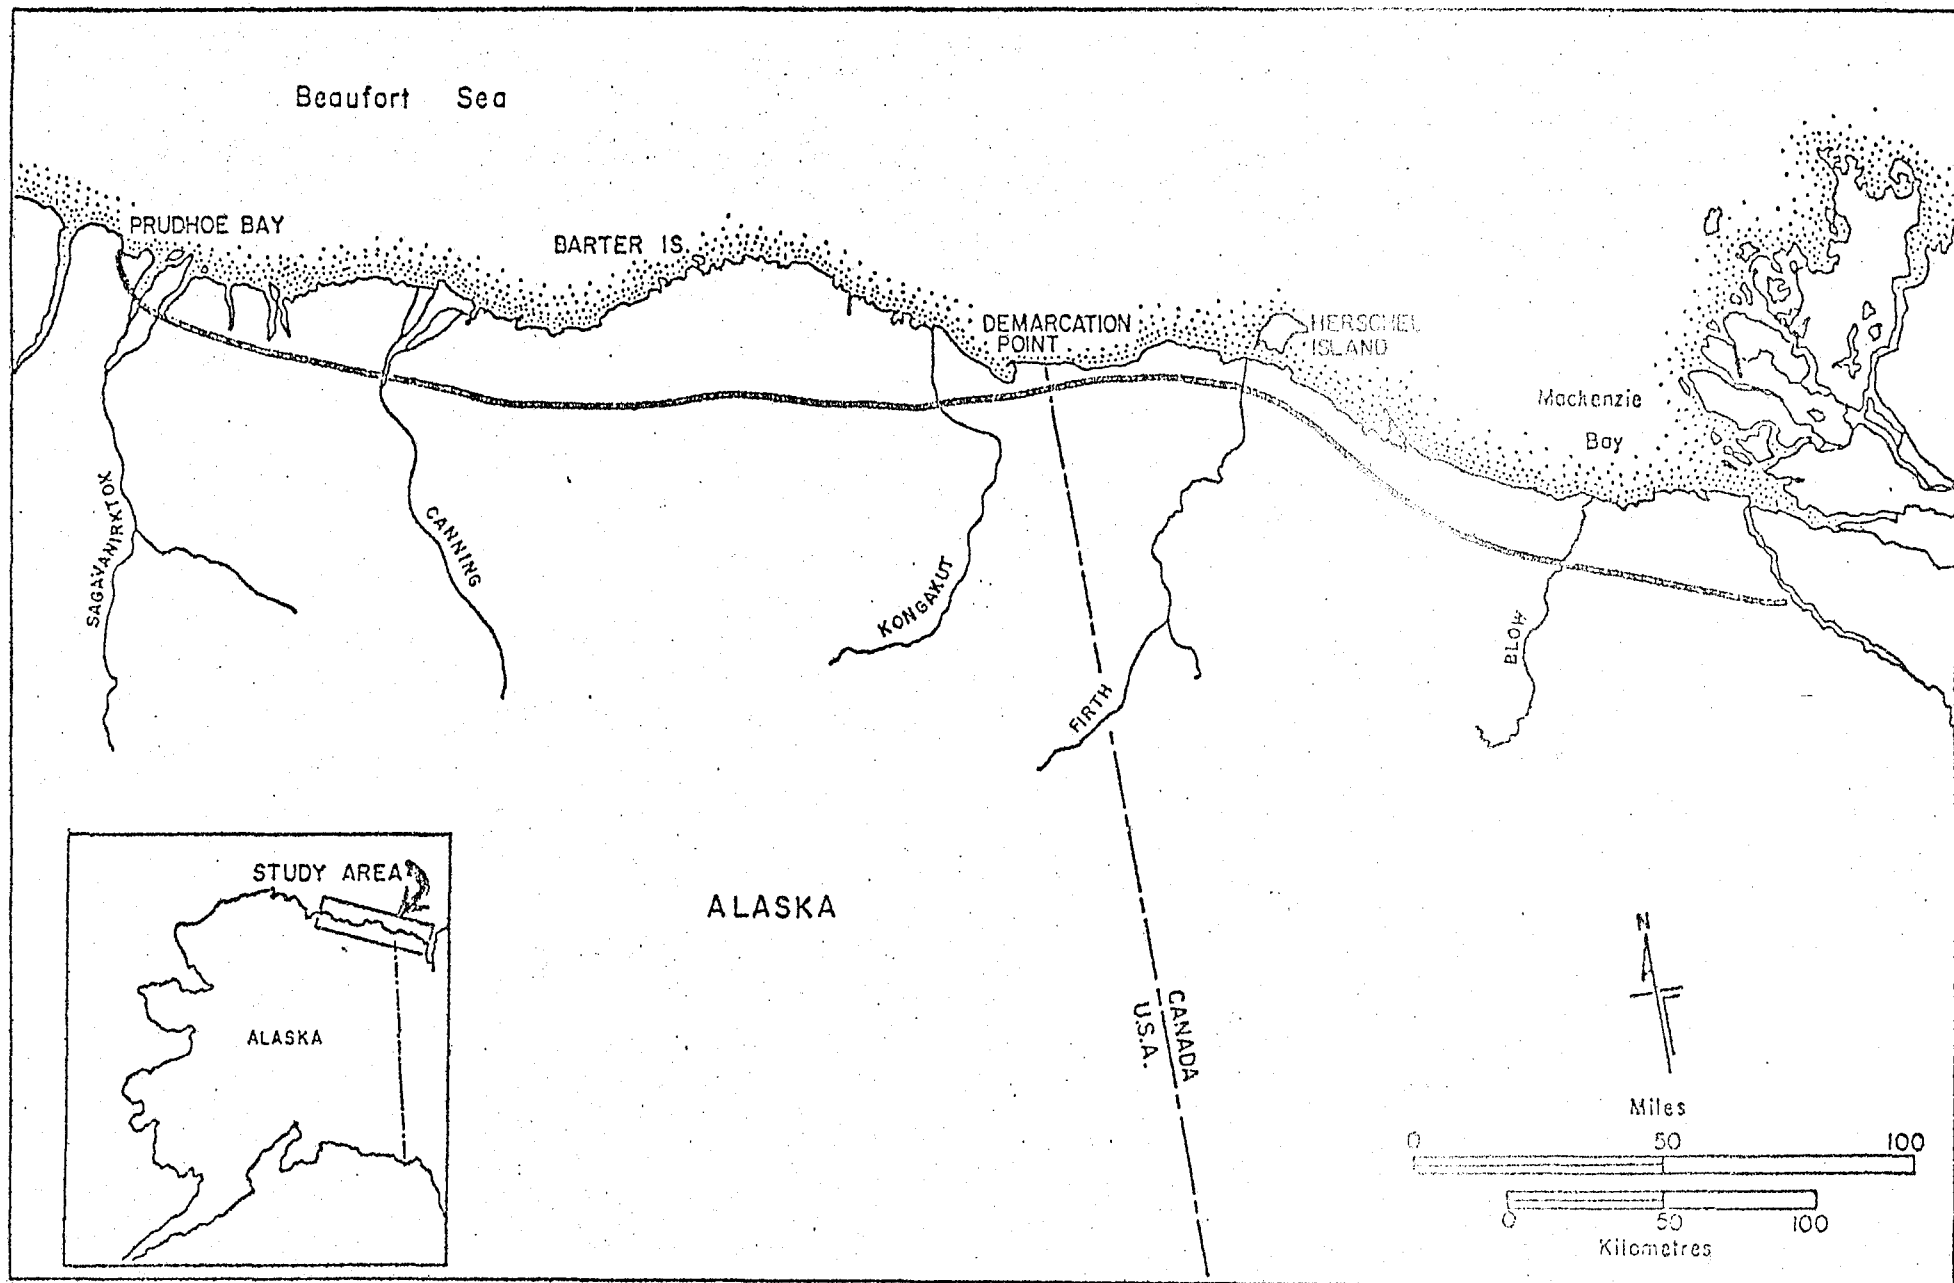 Beaufort Sea
PRUDHOE BAY
BARTER IS.
DEMARCATION
POINT
HERSCHEL
ISLAND
Mackenzie
Bay
SAGAVANIRKTOK
CANNING
KONGAKUT
FIRTH
BLOW
STUDY AREA
ALASKA
ALASKA
CANADA
U.S.A.
N
Miles
0 50 100
0 50 100
Kilometres